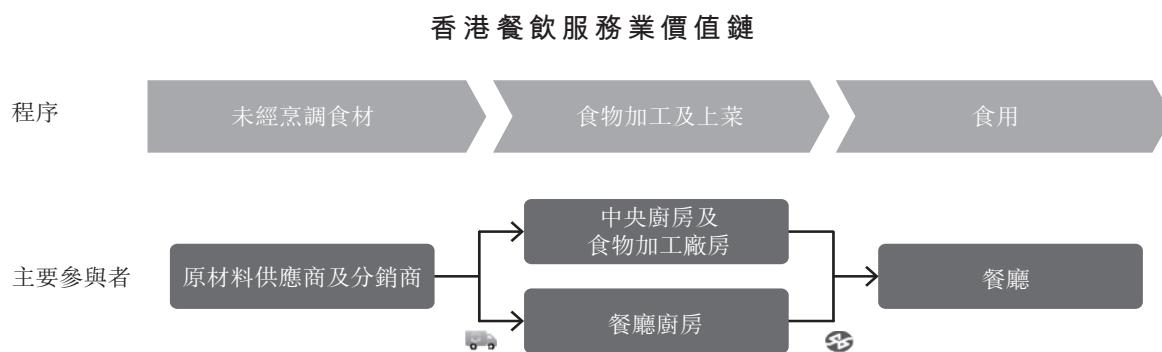 香港餐飲服務業價值鏈
程序
未經烹調食材
食物加工及上菜
食用
主要參與者
原材料供應商及分銷商
中央廚房及
食物加工廠房
餐廳廚房
餐廳